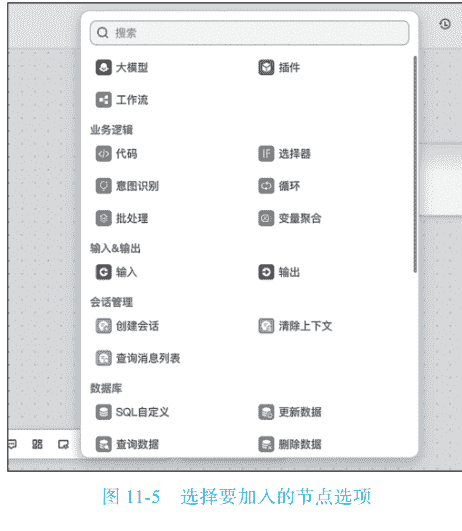 搜索
大模型 插件
工作流
业务逻辑
代码 IF 选择器
意图识别 循环
批处理 变量聚合
输入&输出
输入 输出
会话管理
创建会话 清除上下文
查询消息列表
数据库
SQL自定义 更新数据
查询数据 删除数据
图 11-5 选择要加入的节点选项